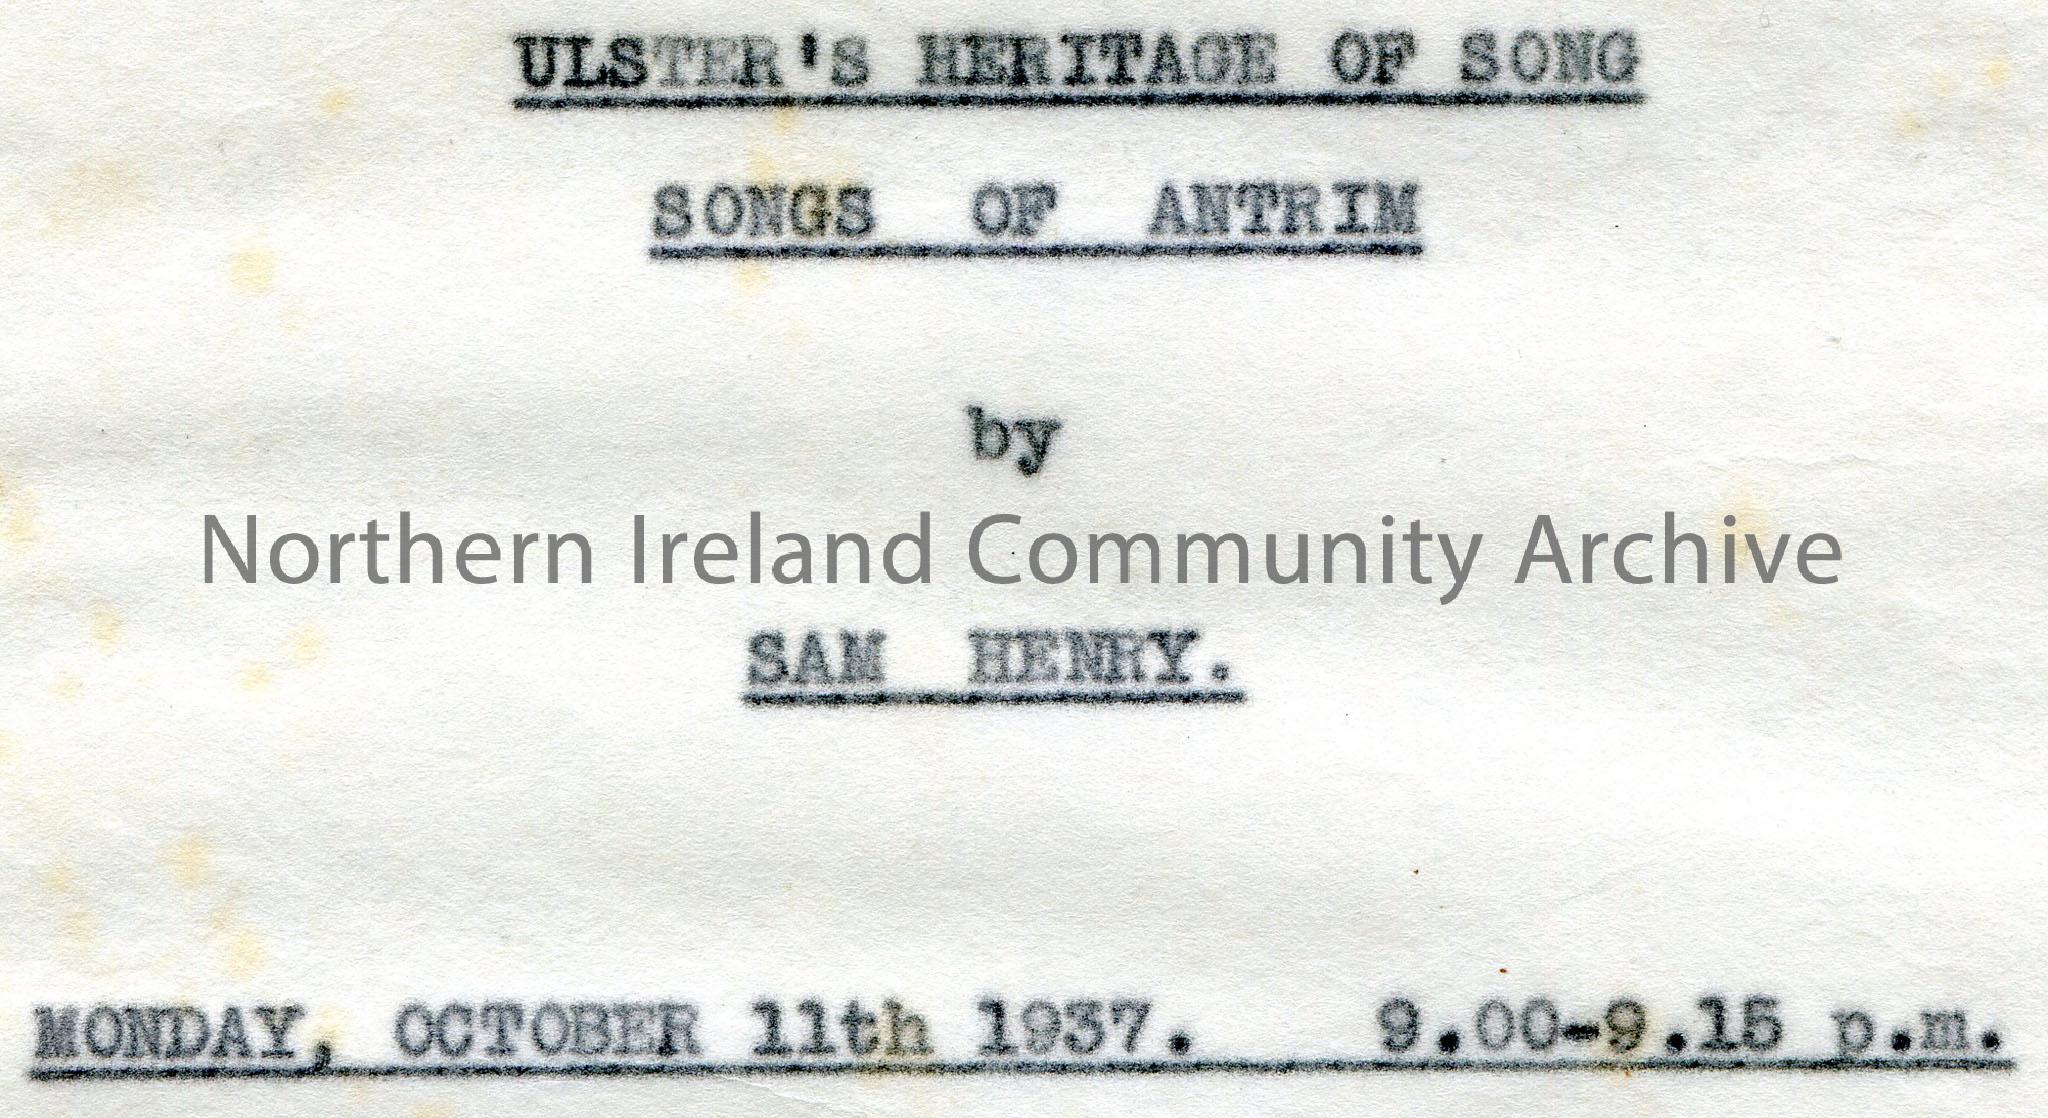 ULSTER'S HERITAGE OF SONG
SONGS OF ANTRIM
by
Northern Ireland Community Archive
SAM HENRY.
MONDAY, OCTOBER 11th 1937. 9.00-9.15 p.m.